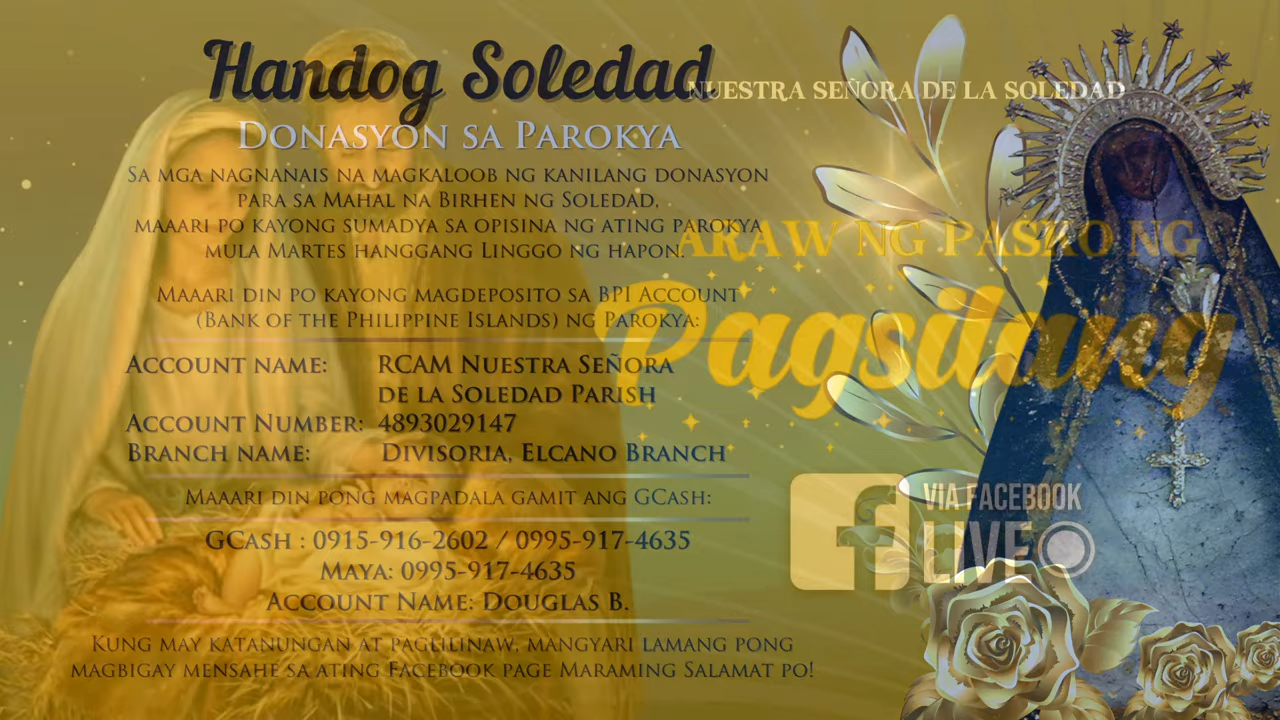 Handog Soledad
NUESTRA SEÑORA DE LA SOLEDAD
DONASYON SA PAROKYA
SA MGA NAGNANAIS NA MAGKALOOB NG KANILANG DONASYON
PARA SA MAHAL NA BIRHEN NG SOLEDAD,
MAAARI PO KAYONG SUMADYA SA OPISINA NG ATING PAROKYA
MULA MARTES HANGGANG LINGGO NG HAPON.
ARAW NG PASKO NG
Pagsilang
MAAARI DIN PO KAYONG MAGDEPOSITO SA BPI ACCOUNT
(BANK OF THE PHILIPPINE ISLANDS) NG PAROKYA:
ACCOUNT NAME: RCAM NUESTRA SEÑORA
DE LA SOLEDAD PARISH
ACCOUNT NUMBER: 4893029147
BRANCH NAME: DIVISORIA, ELCANO BRANCH
MAAARI DIN PONG MAGPADALA GAMIT ANG GCASH:
GCASH : 0915-916-2602 / 0995-917-4635
MAYA: 0995-917-4635
ACCOUNT NAME: DOUGLAS B.
VIA FACEBOOK
LIVE
KUNG MAY KATANUNGAN AT PAGLILINAW, MANGYARI LAMANG PONG
MAGBIGAY MENSAHE SA ATING FACEBOOK PAGE MARAMING SALAMAT PO!